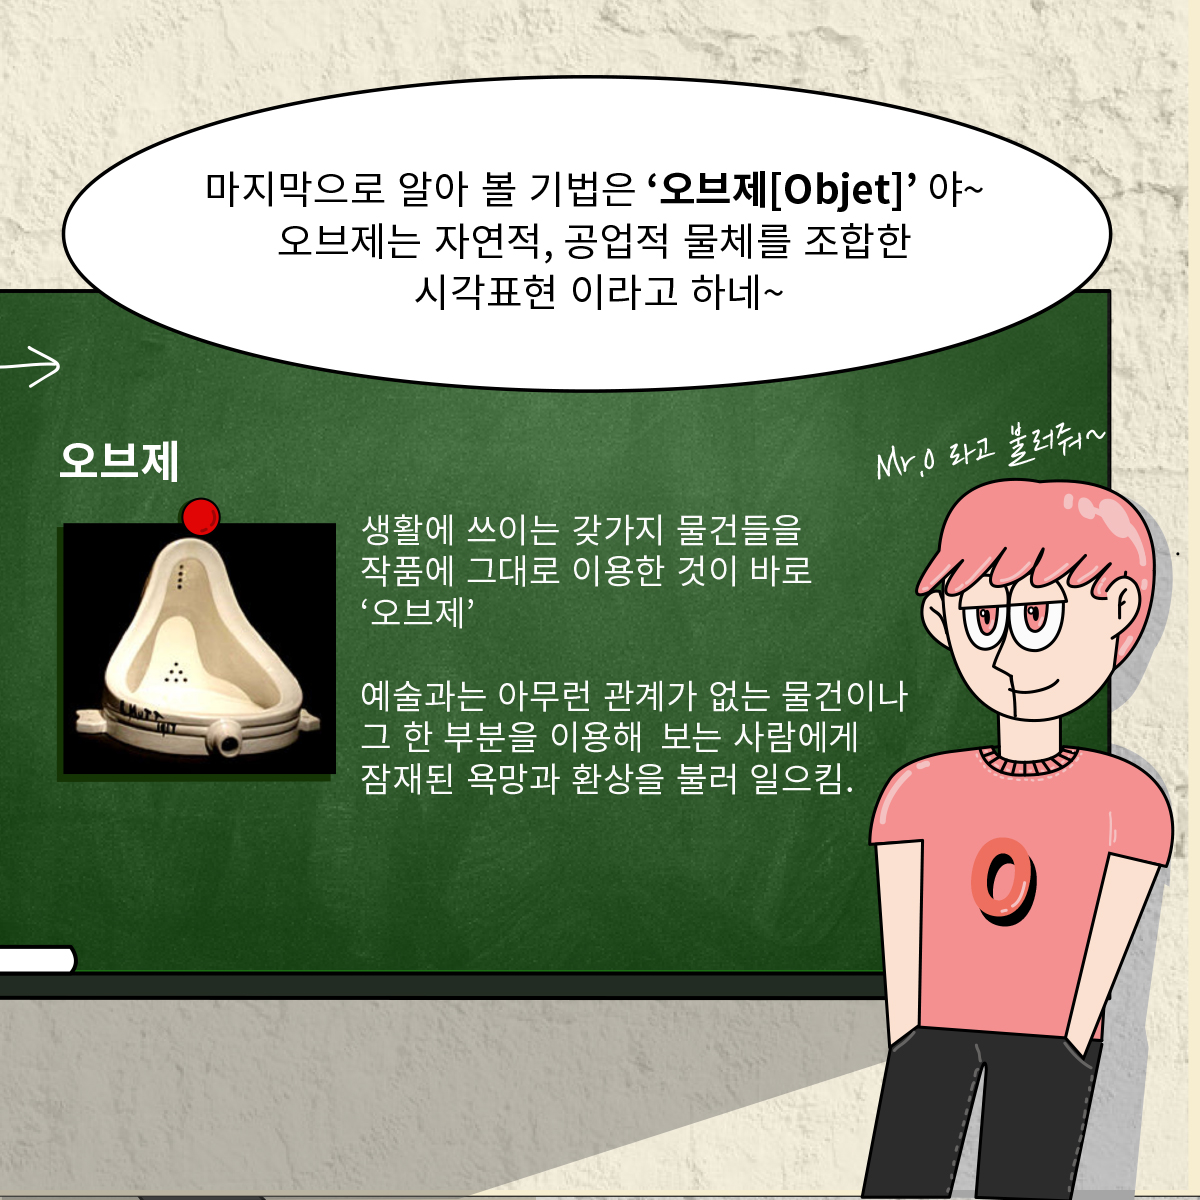 마지막으로 알아 볼 기법은 ‘오브제[Objet]’ 야~
오브제는 자연적, 공업적 물체를 조합한
시각표현 이라고 하네~
Mr.O 라고 불러줘~
오브제
생활에 쓰이는 갖가지 물건들을
작품에 그대로 이용한 것이 바로
‘오브제’
예술과는 아무런 관계가 없는 물건이나
그 한 부분을 이용해 보는 사람에게
잠재된 욕망과 환상을 불러 일으킴.
R.MUTT
1917
O